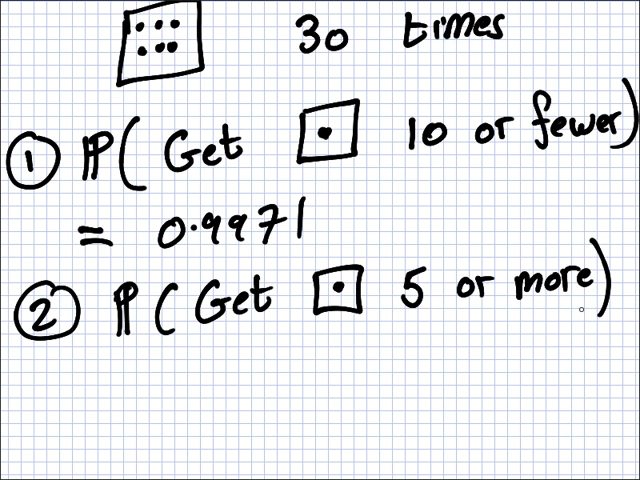 30 times
① ℙ( Get 10 or fewer)
= 0.9971
② ℙ( Get 5 or more)